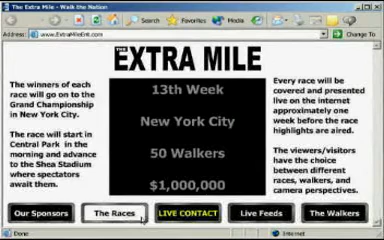 The Extra Mile - Walk the Nation
Search Favorites Media
Address: www.ExtraMileEnt.com Change To
THE EXTRA MILE
The winners of each
race will go on to the
Grand Championship
in New York City.
The race will start in
Central Park in the
morning and advance
to the Shea Stadium
where spectators
await them.
13th Week
New York City
50 Walkers
$1,000,000
Every race will be
covered and presented
live on the internet
approximately one
week before the race
highlights are aired.
The viewers/visitors
have the choice
between different
races, walkers, and
camera perspectives.
Our Sponsors The Races LIVE CONTACT Live Feeds The Walkers
Done Internet